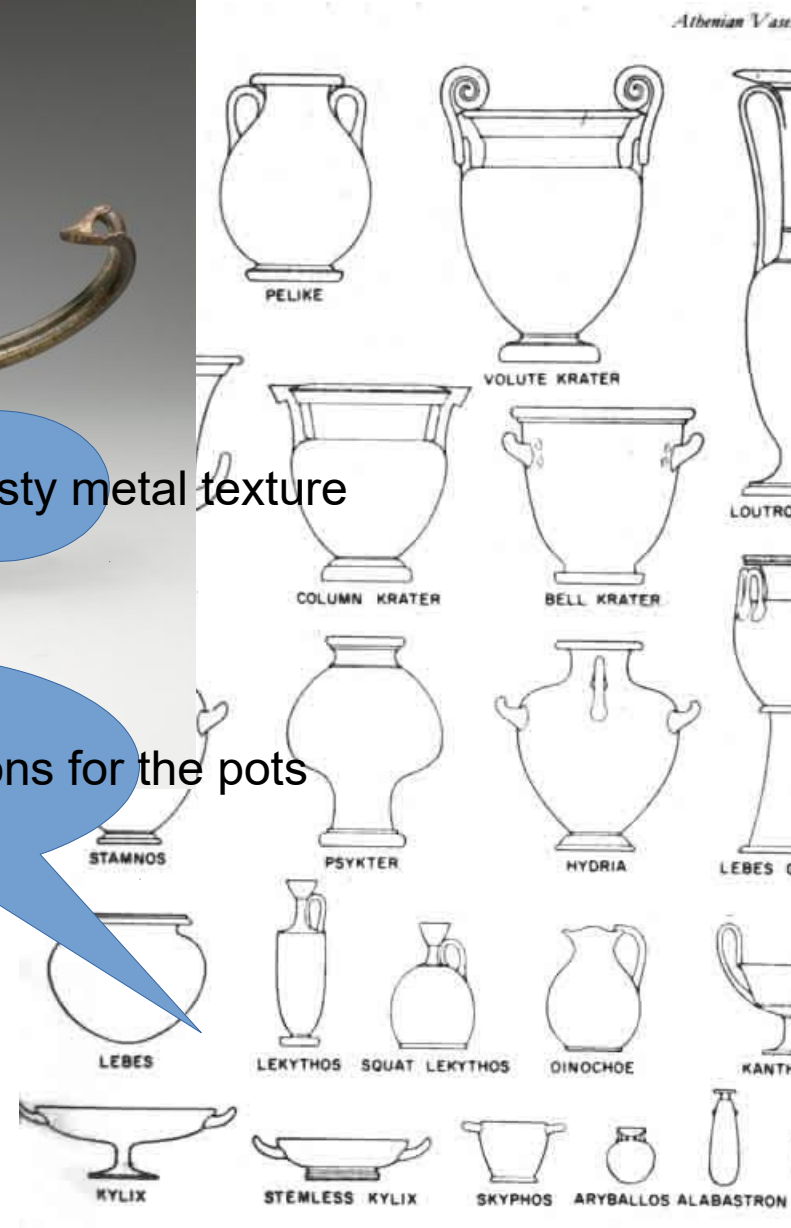 Athenian
PELIKE
VOLUTE KRATER
sty metal texture
LOUTRO
COLUMN KRATER
BELL KRATER
ons for the pots
STAMNOS
PSYKTER
HYDRIA
LEBES
LEBES
LEKYTHOS
SQUAT LEKYTHOS
OINOCHOE
KANTH
KYLIX
STEMLESS KYLIX
SKYPHOS
ARYBALLOS
ALABASTRON